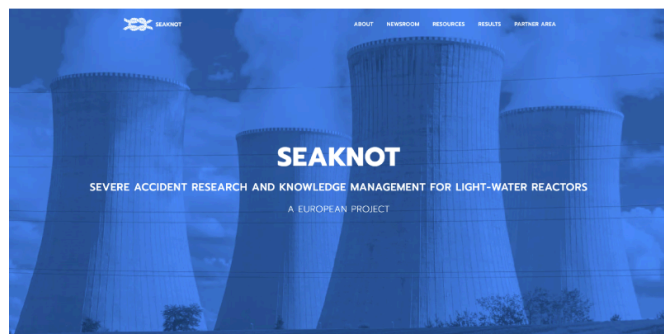 SEAKNOT
ABOUT NEWSROOM RESOURCES RESULTS PARTNER AREA
SEAKNOT
SEVERE ACCIDENT RESEARCH AND KNOWLEDGE MANAGEMENT FOR LIGHT-WATER REACTORS
A EUROPEAN PROJECT